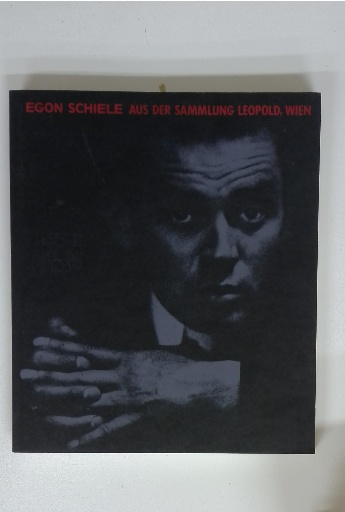 EGON SCHIELE AUS DER SAMMLUNG LEOPOLD, WIEN